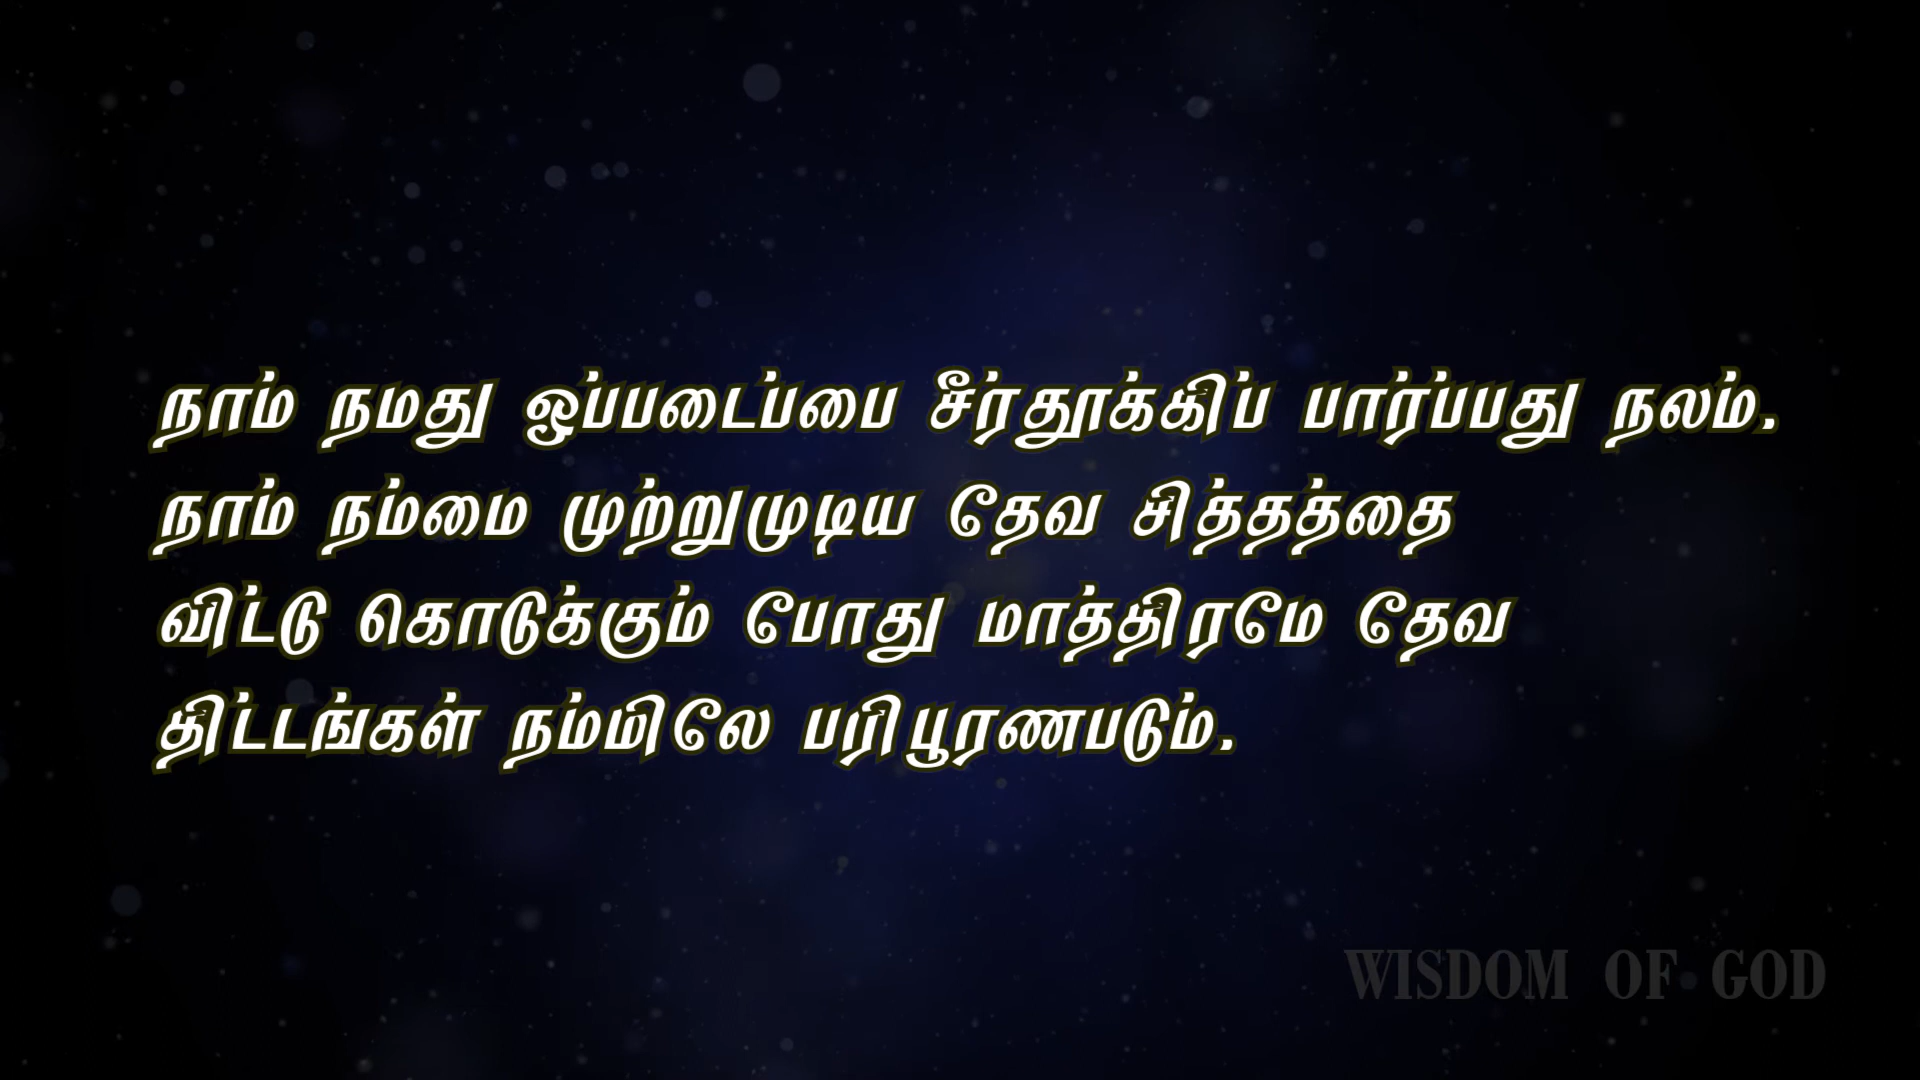 நாம் நமது ஒப்படைப்பை சீர்தூக்கிப் பார்ப்பது நலம்.
நாம் நம்மை முற்றுமுடிய தேவ சித்தத்தை
விட்டு கொடுக்கும் போது மாத்திரமே தேவ
திட்டங்கள் நம்மிலே பரிபூரணபடும்.
WISDOM OF GOD